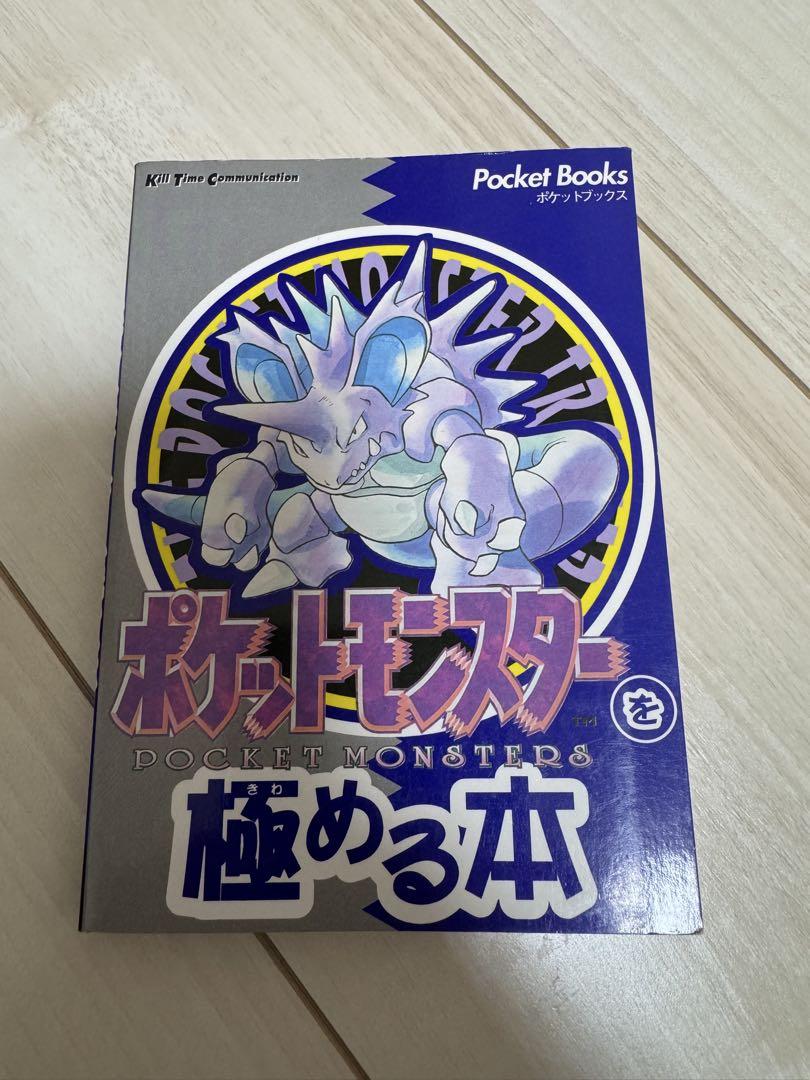 Kill Time Communication
Pocket Books
ポケットブックス
ポケットモンスターを
TM
POCKET MONSTERS
きわ
極める本